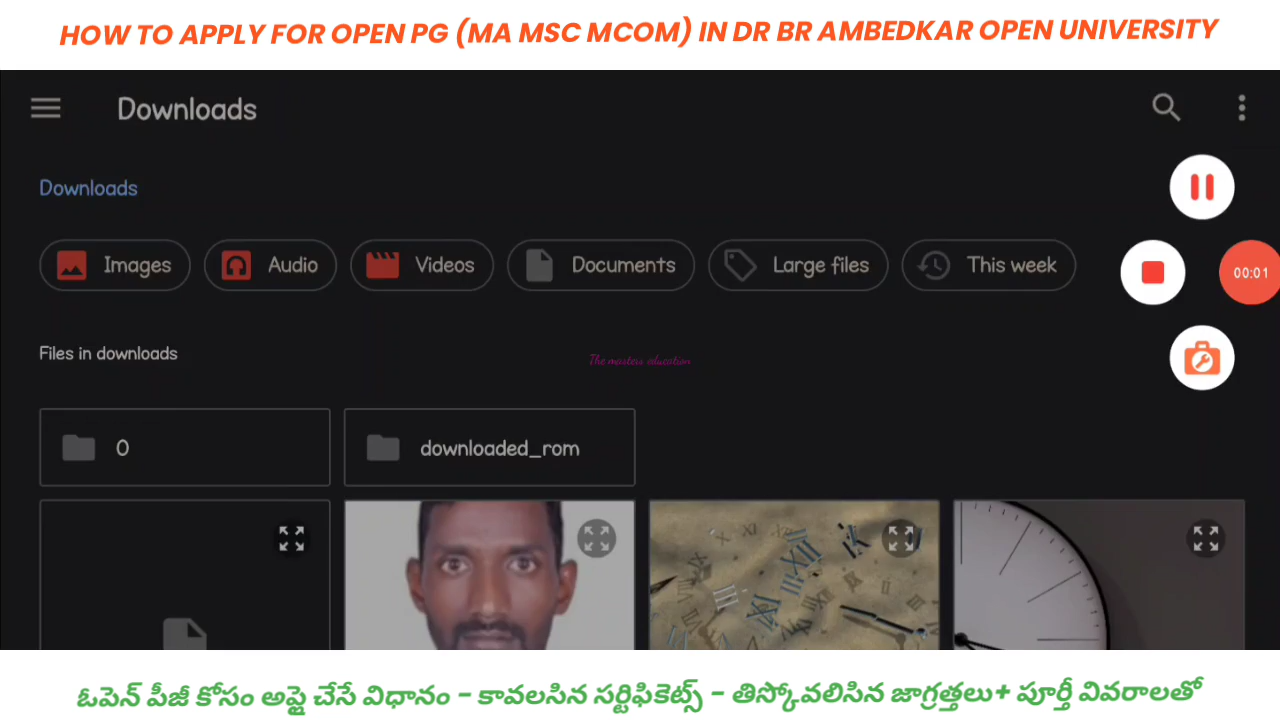 HOW TO APPLY FOR OPEN PG (MA MSC MCOM) IN DR BR AMBEDKAR OPEN UNIVERSITY
Downloads
Downloads
Images Audio Videos Documents Large files This week
00:01
Files in downloads
The masters education
0 downloaded_rom
ఓపెన్ పీజీ కోసం అప్లై చేసే విధానం - కావలసిన సర్టిఫికెట్స్ - తిస్కోవలిసిన జాగ్రత్తలు+ పూర్తి వివరాలతో